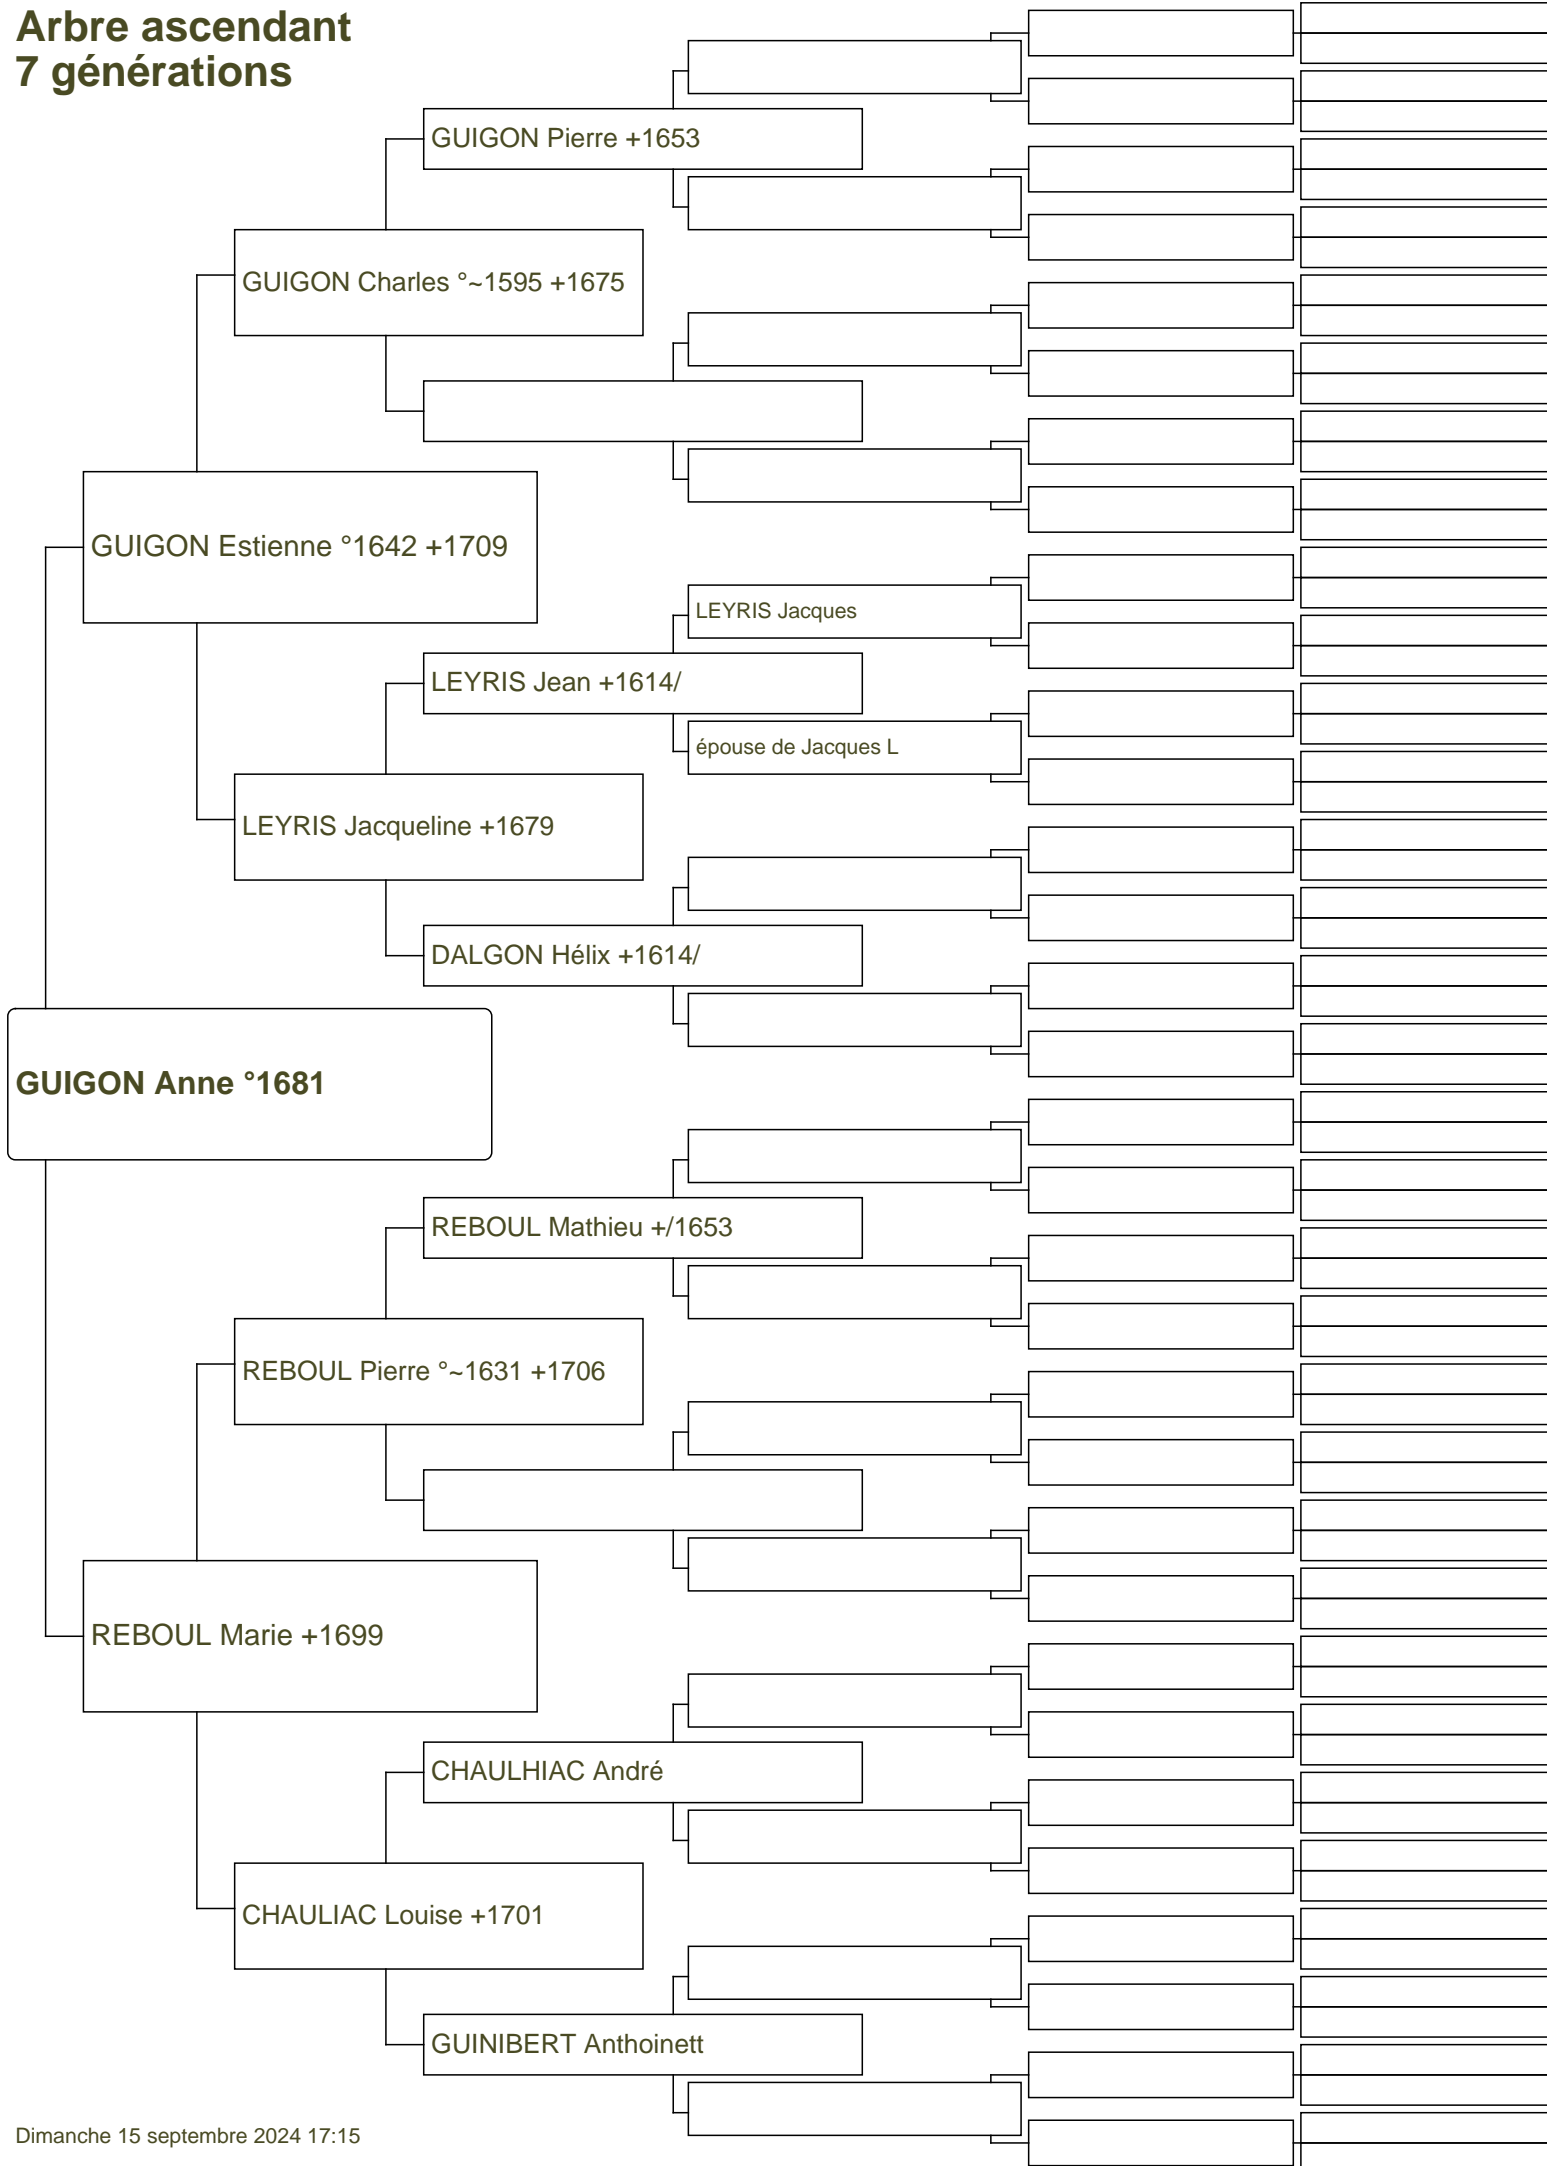 Arbre ascendant
7 générations
GUIGON Pierre +1653
GUIGON Charles °~1595 +1675
GUIGON Estienne °1642 +1709
LEYRIS Jacques
LEYRIS Jean +1614/
épouse de Jacques L
LEYRIS Jacqueline +1679
DALGON Hélix +1614/
GUIGON Anne °1681
REBOUL Mathieu +/1653
REBOUL Pierre °~1631 +1706
REBOUL Marie +1699
CHAULHIAC André
CHAULIAC Louise +1701
GUINIBERT Anthoinett
Dimanche 15 septembre 2024 17:15